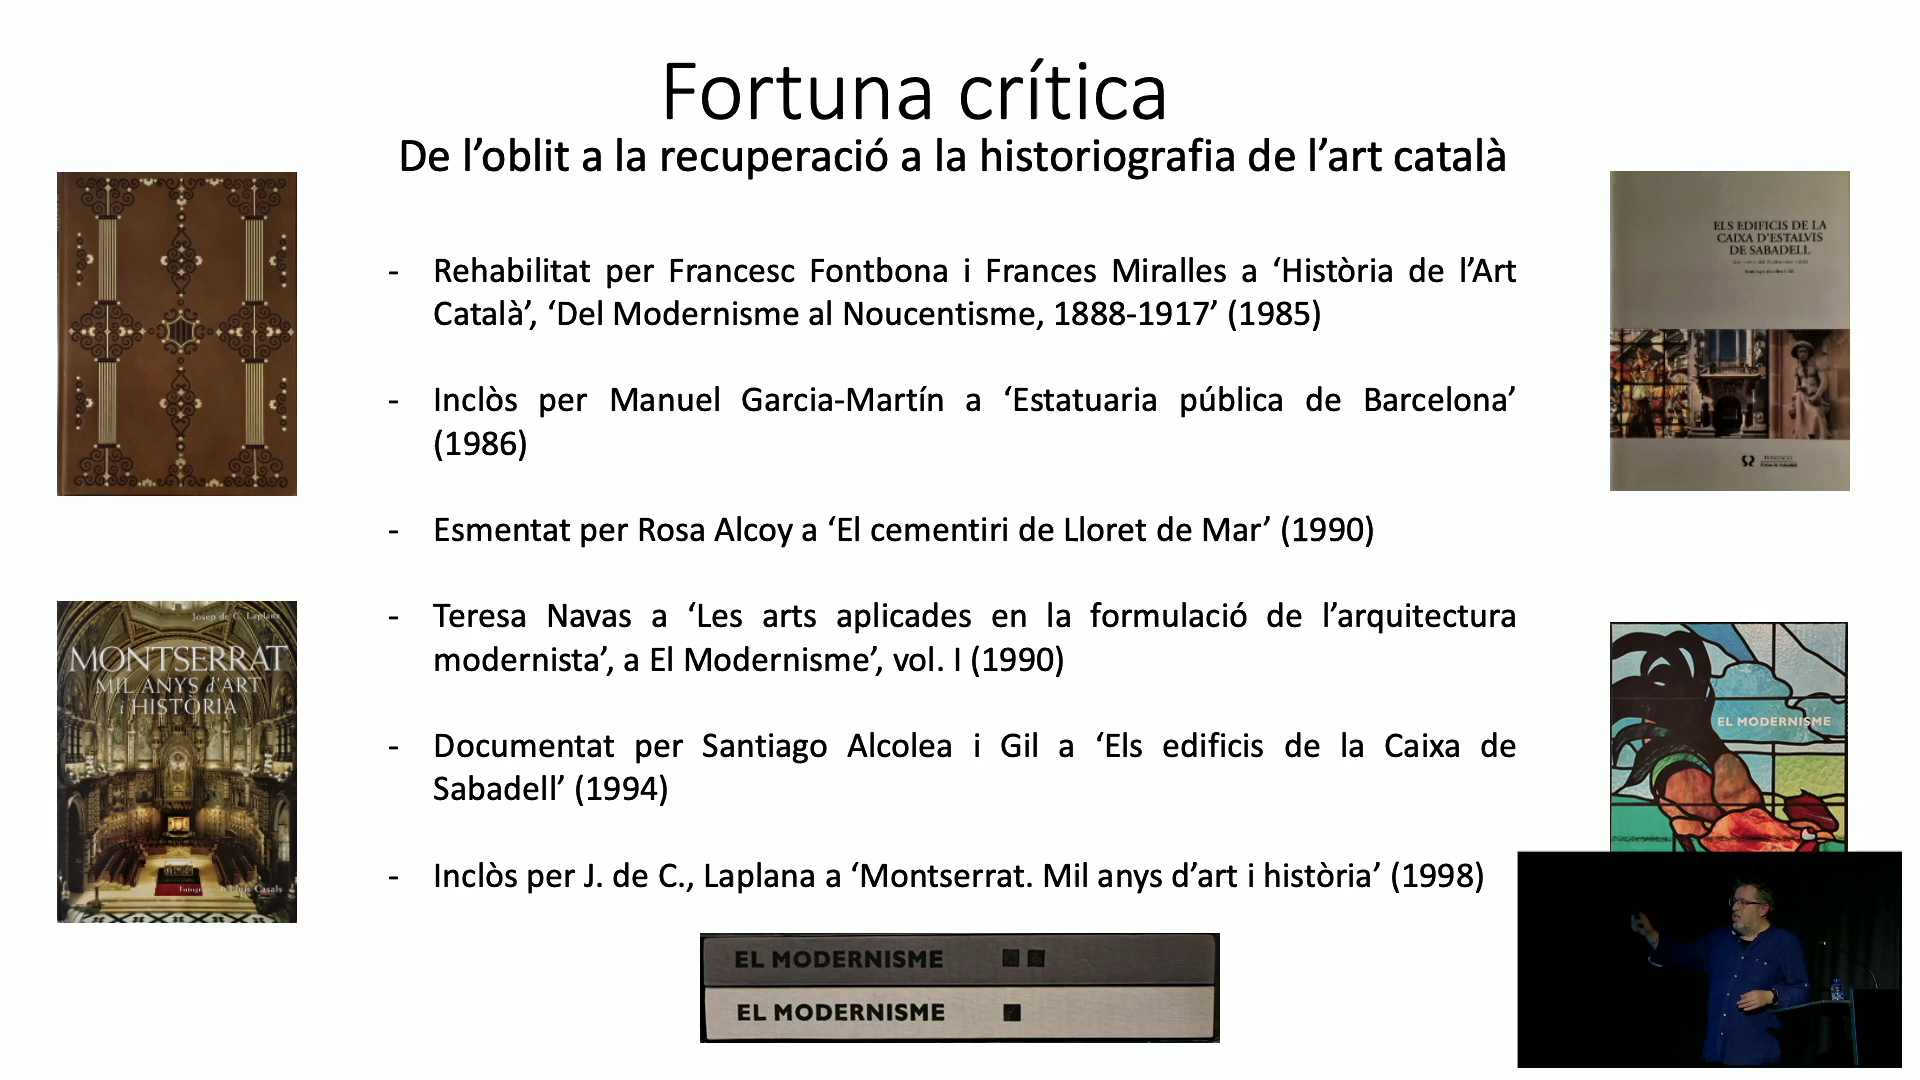 Fortuna crítica
De l’oblit a la recuperació a la historiografia de l’art català
- Rehabilitat per Francesc Fontbona i Frances Miralles a ‘Història de l’Art
Català’, ‘Del Modernisme al Noucentisme, 1888-1917’ (1985)
- Inclòs per Manuel Garcia-Martín a ‘Estatuaria pública de Barcelona’
(1986)
- Esmentat per Rosa Alcoy a ‘El cementiri de Lloret de Mar’ (1990)
- Teresa Navas a ‘Les arts aplicades en la formulació de l’arquitectura
modernista’, a El Modernisme’, vol. I (1990)
- Documentat per Santiago Alcolea i Gil a ‘Els edificis de la Caixa de
Sabadell’ (1994)
- Inclòs per J. de C., Laplana a ‘Montserrat. Mil anys d’art i història’ (1998)
Josep de C. Laplana
MONTSERRAT
MIL ANYS d'ART
i HISTÒRIA
Lluís Casals
ELS EDIFICIS DE LA
CAIXA D'ESTALVIS
DE SABADELL
EL MODERNISME
EL MODERNISME
EL MODERNISME